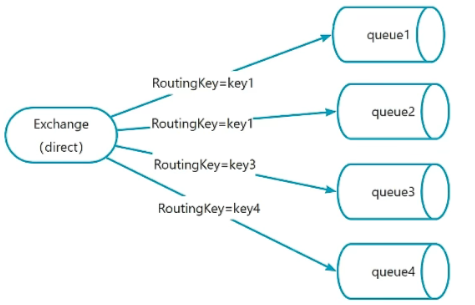 queue1
RoutingKey=key1
queue2
RoutingKey=key1
Exchange
(direct)
RoutingKey=key3
queue3
RoutingKey=key4
queue4